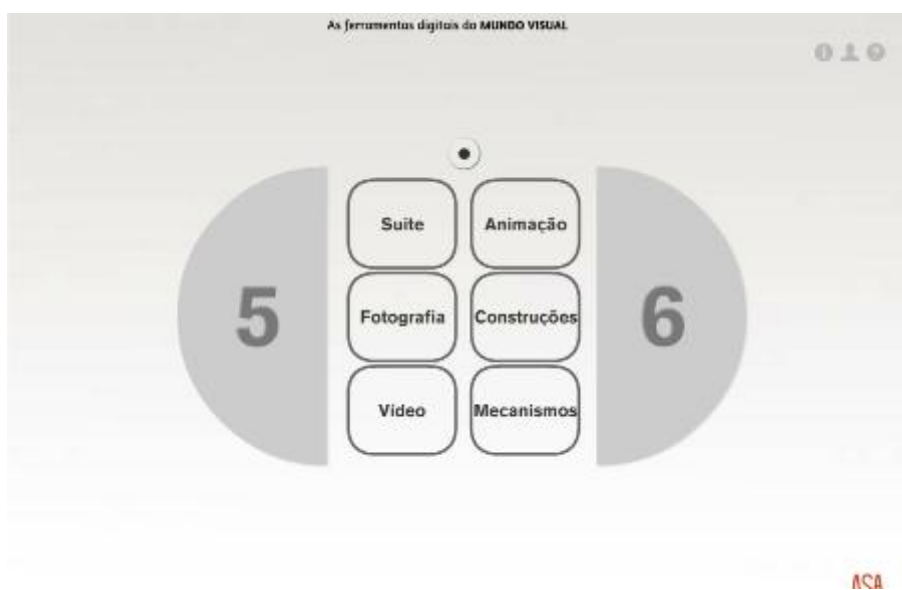 As ferramentas digitais do MUNDO VISUAL
Suite Animação
5 Fotografia Construções 6
Vídeo Mecanismos
ASA